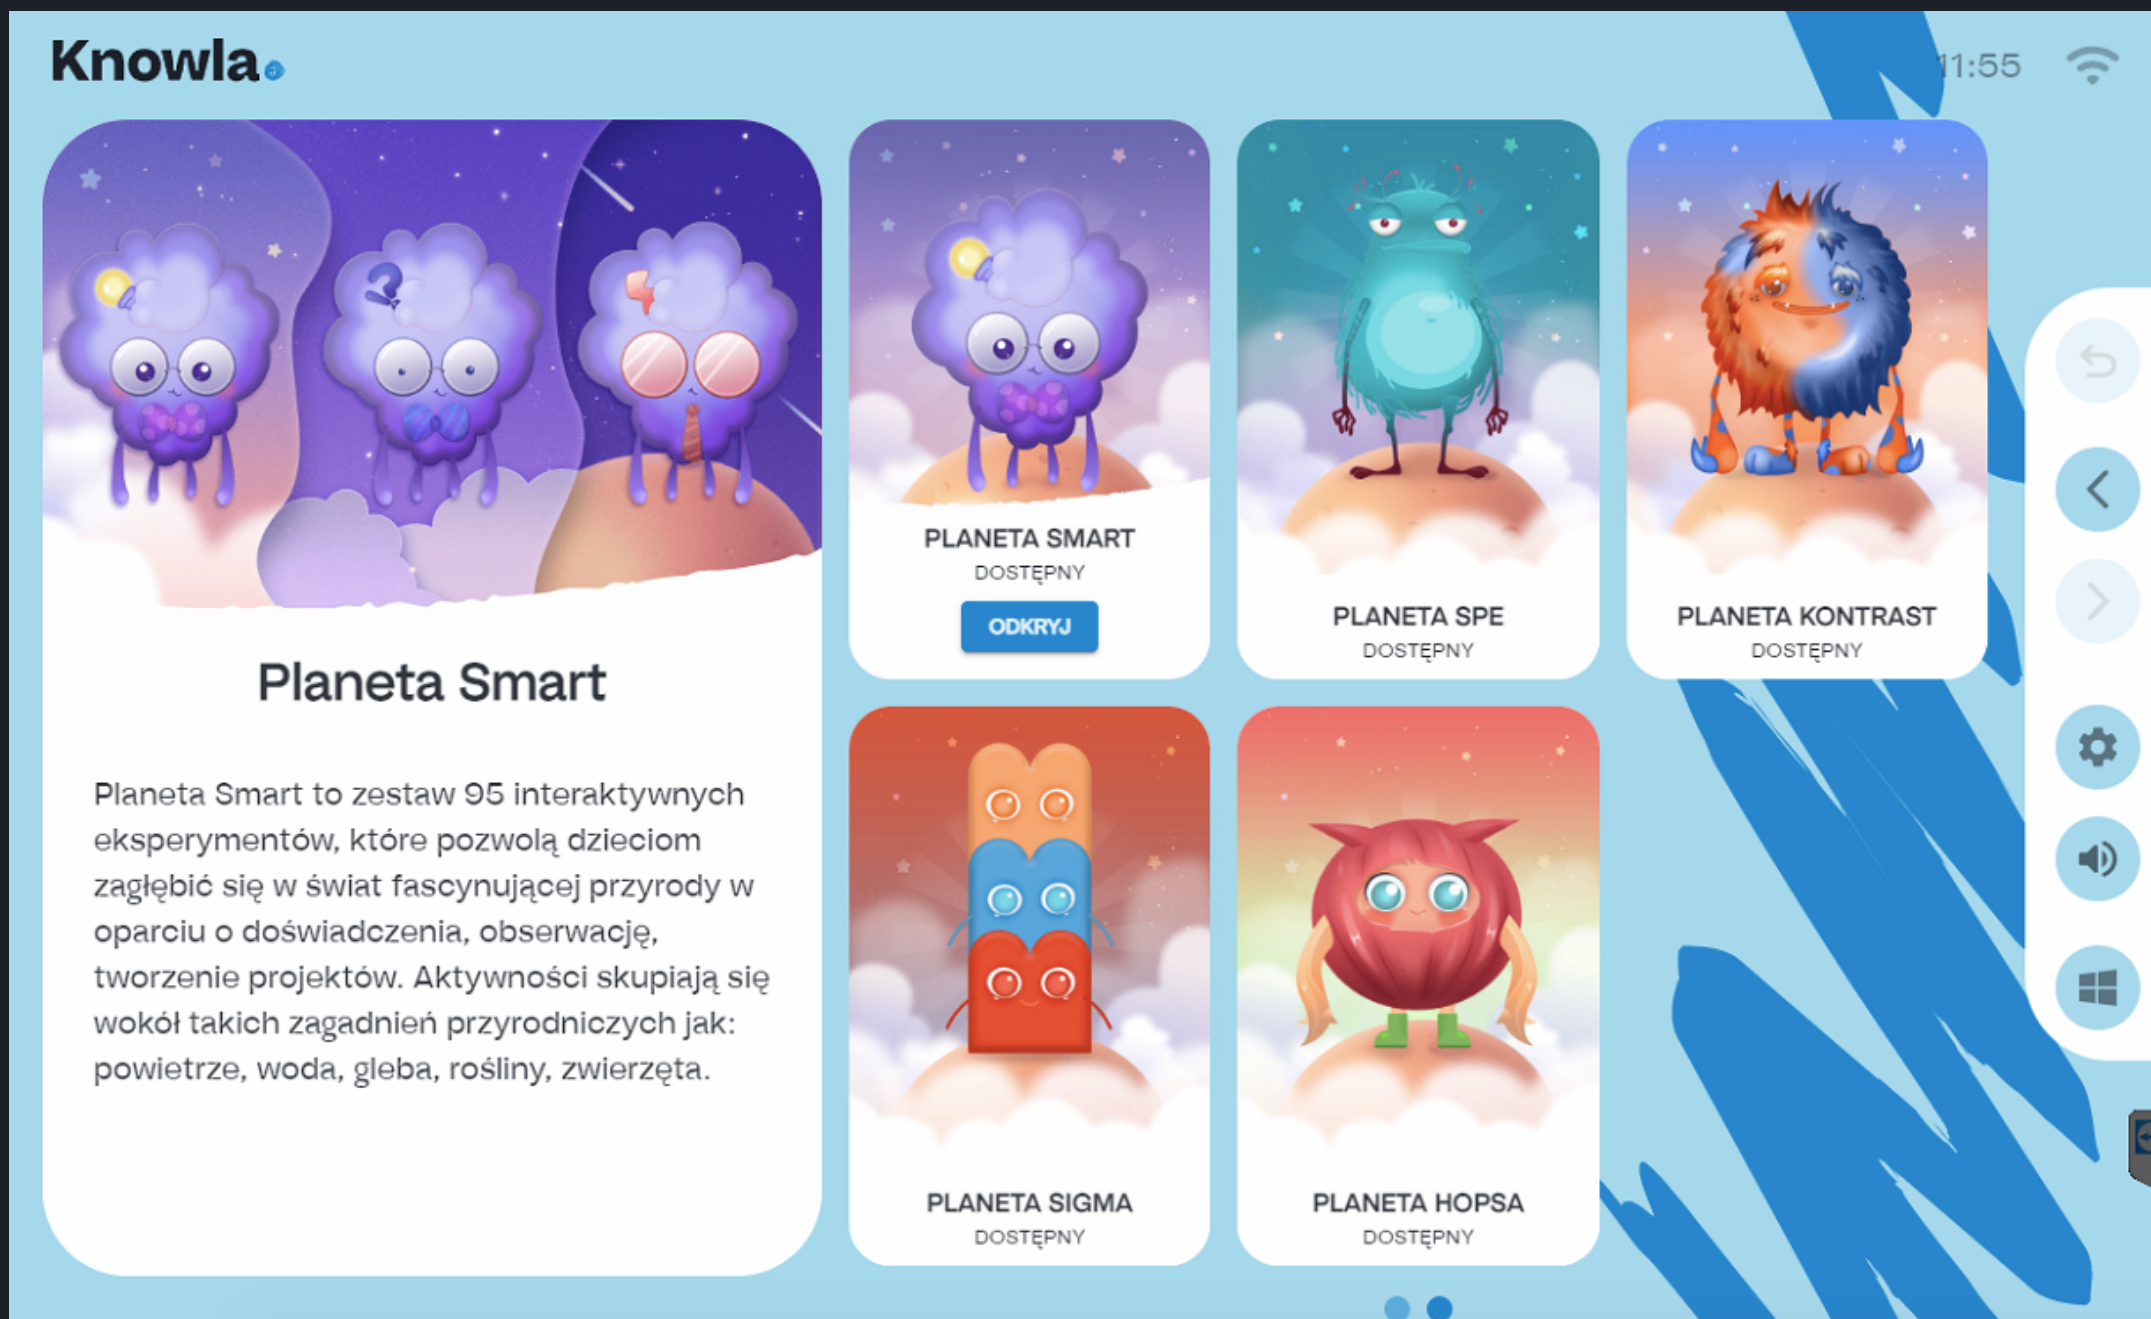 Knowla.
11:55
Planeta Smart
Planeta Smart to zestaw 95 interaktywnych
eksperymentów, które pozwolą dzieciom
zagłębić się w świat fascynującej przyrody w
oparciu o doświadczenia, obserwację,
tworzenie projektów. Aktywności skupiają się
wokół takich zagadnień przyrodniczych jak:
powietrze, woda, gleba, rośliny, zwierzęta.
PLANETA SMART
DOSTĘPNY
ODKRYJ
PLANETA SPE
DOSTĘPNY
PLANETA KONTRAST
DOSTĘPNY
PLANETA SIGMA
DOSTĘPNY
PLANETA HOPSA
DOSTĘPNY